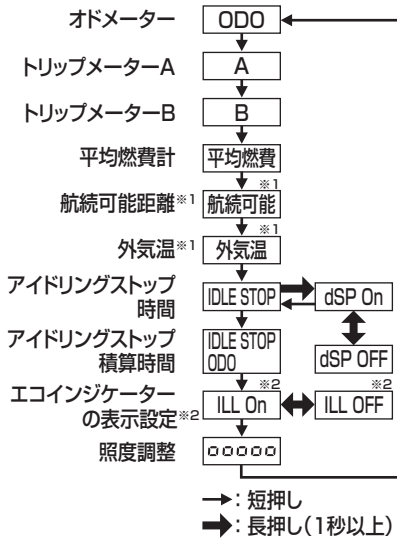 オドメーター ODO
トリップメーターA A
トリップメーターB B
平均燃費計 平均燃費
※1
航続可能距離※1 航続可能
※1
外気温※1 外気温
アイドリングストップ
時間 IDLE STOP dSP On
アイドリングストップ
積算時間 IDLE STOP
ODO dSP OFF
※2 ※2
エコインジケーター
の表示設定※2 ILL On ILL OFF
照度調整 ooooo
：短押し
：長押し（1秒以上）